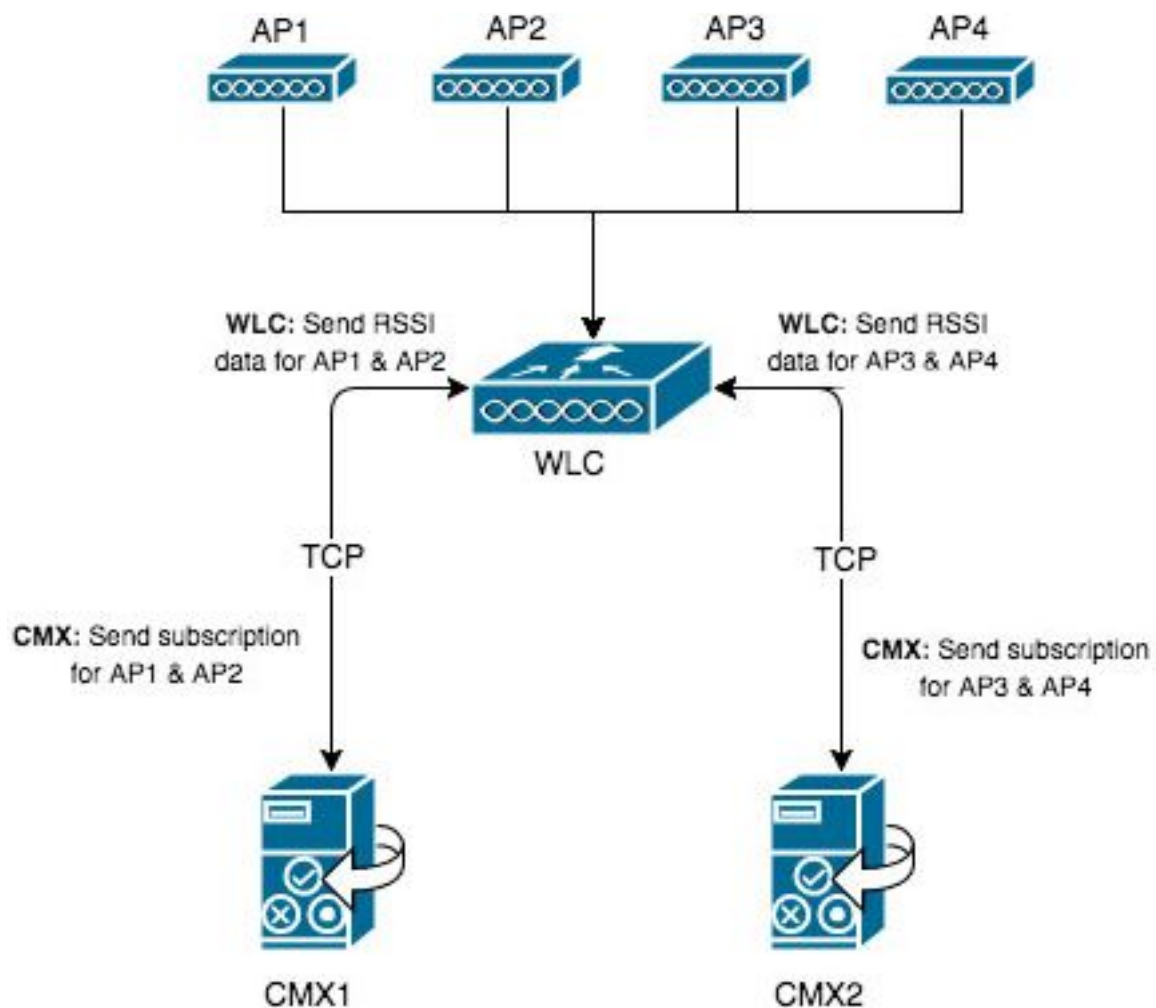 AP1
AP2
AP3
AP4
WLC: Send RSSI
data for AP1 & AP2
WLC: Send RSSI
data for AP3 & AP4
WLC
TCP
TCP
CMX: Send subscription
for AP1 & AP2
CMX: Send subscription
for AP3 & AP4
CMX1
CMX2